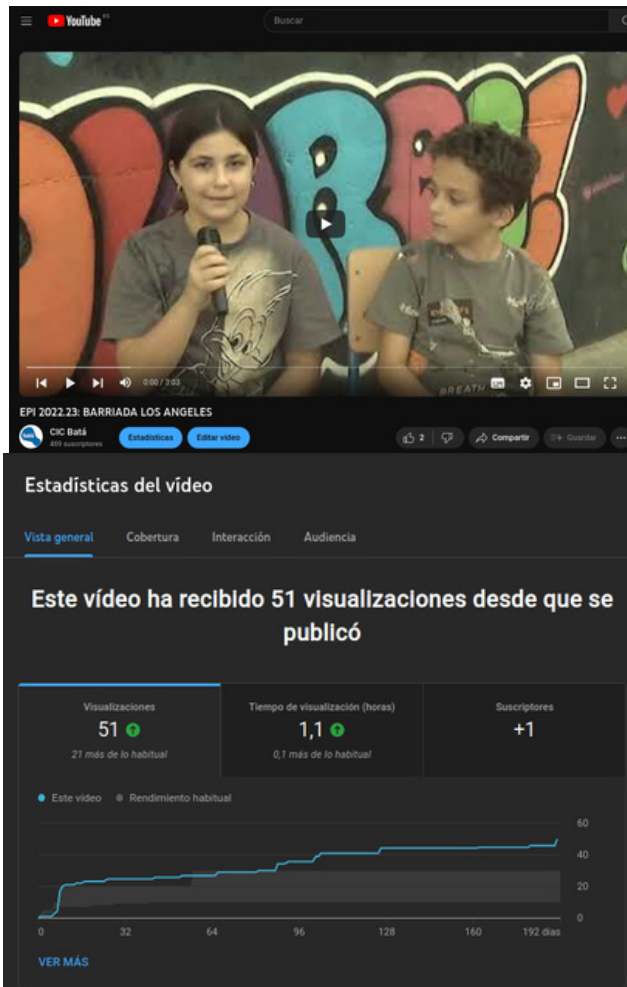 YouTube ES
Buscar
BREATH
0:00 / 3:03
EPI 2022.23: BARRIADA LOS ANGELES
CIC Batá
469 suscriptores
Estadísticas
Editar vídeo
2
Compartir
Guardar
Estadísticas del vídeo
Vista general
Cobertura
Interacción
Audiencia
Este vídeo ha recibido 51 visualizaciones desde que se
publicó
Visualizaciones
51
21 más de lo habitual
Tiempo de visualización (horas)
1,1
0,1 más de lo habitual
Suscriptores
+1
Este vídeo
Rendimiento habitual
60
40
20
0
0 32 64 96 128 160 192 días
VER MÁS